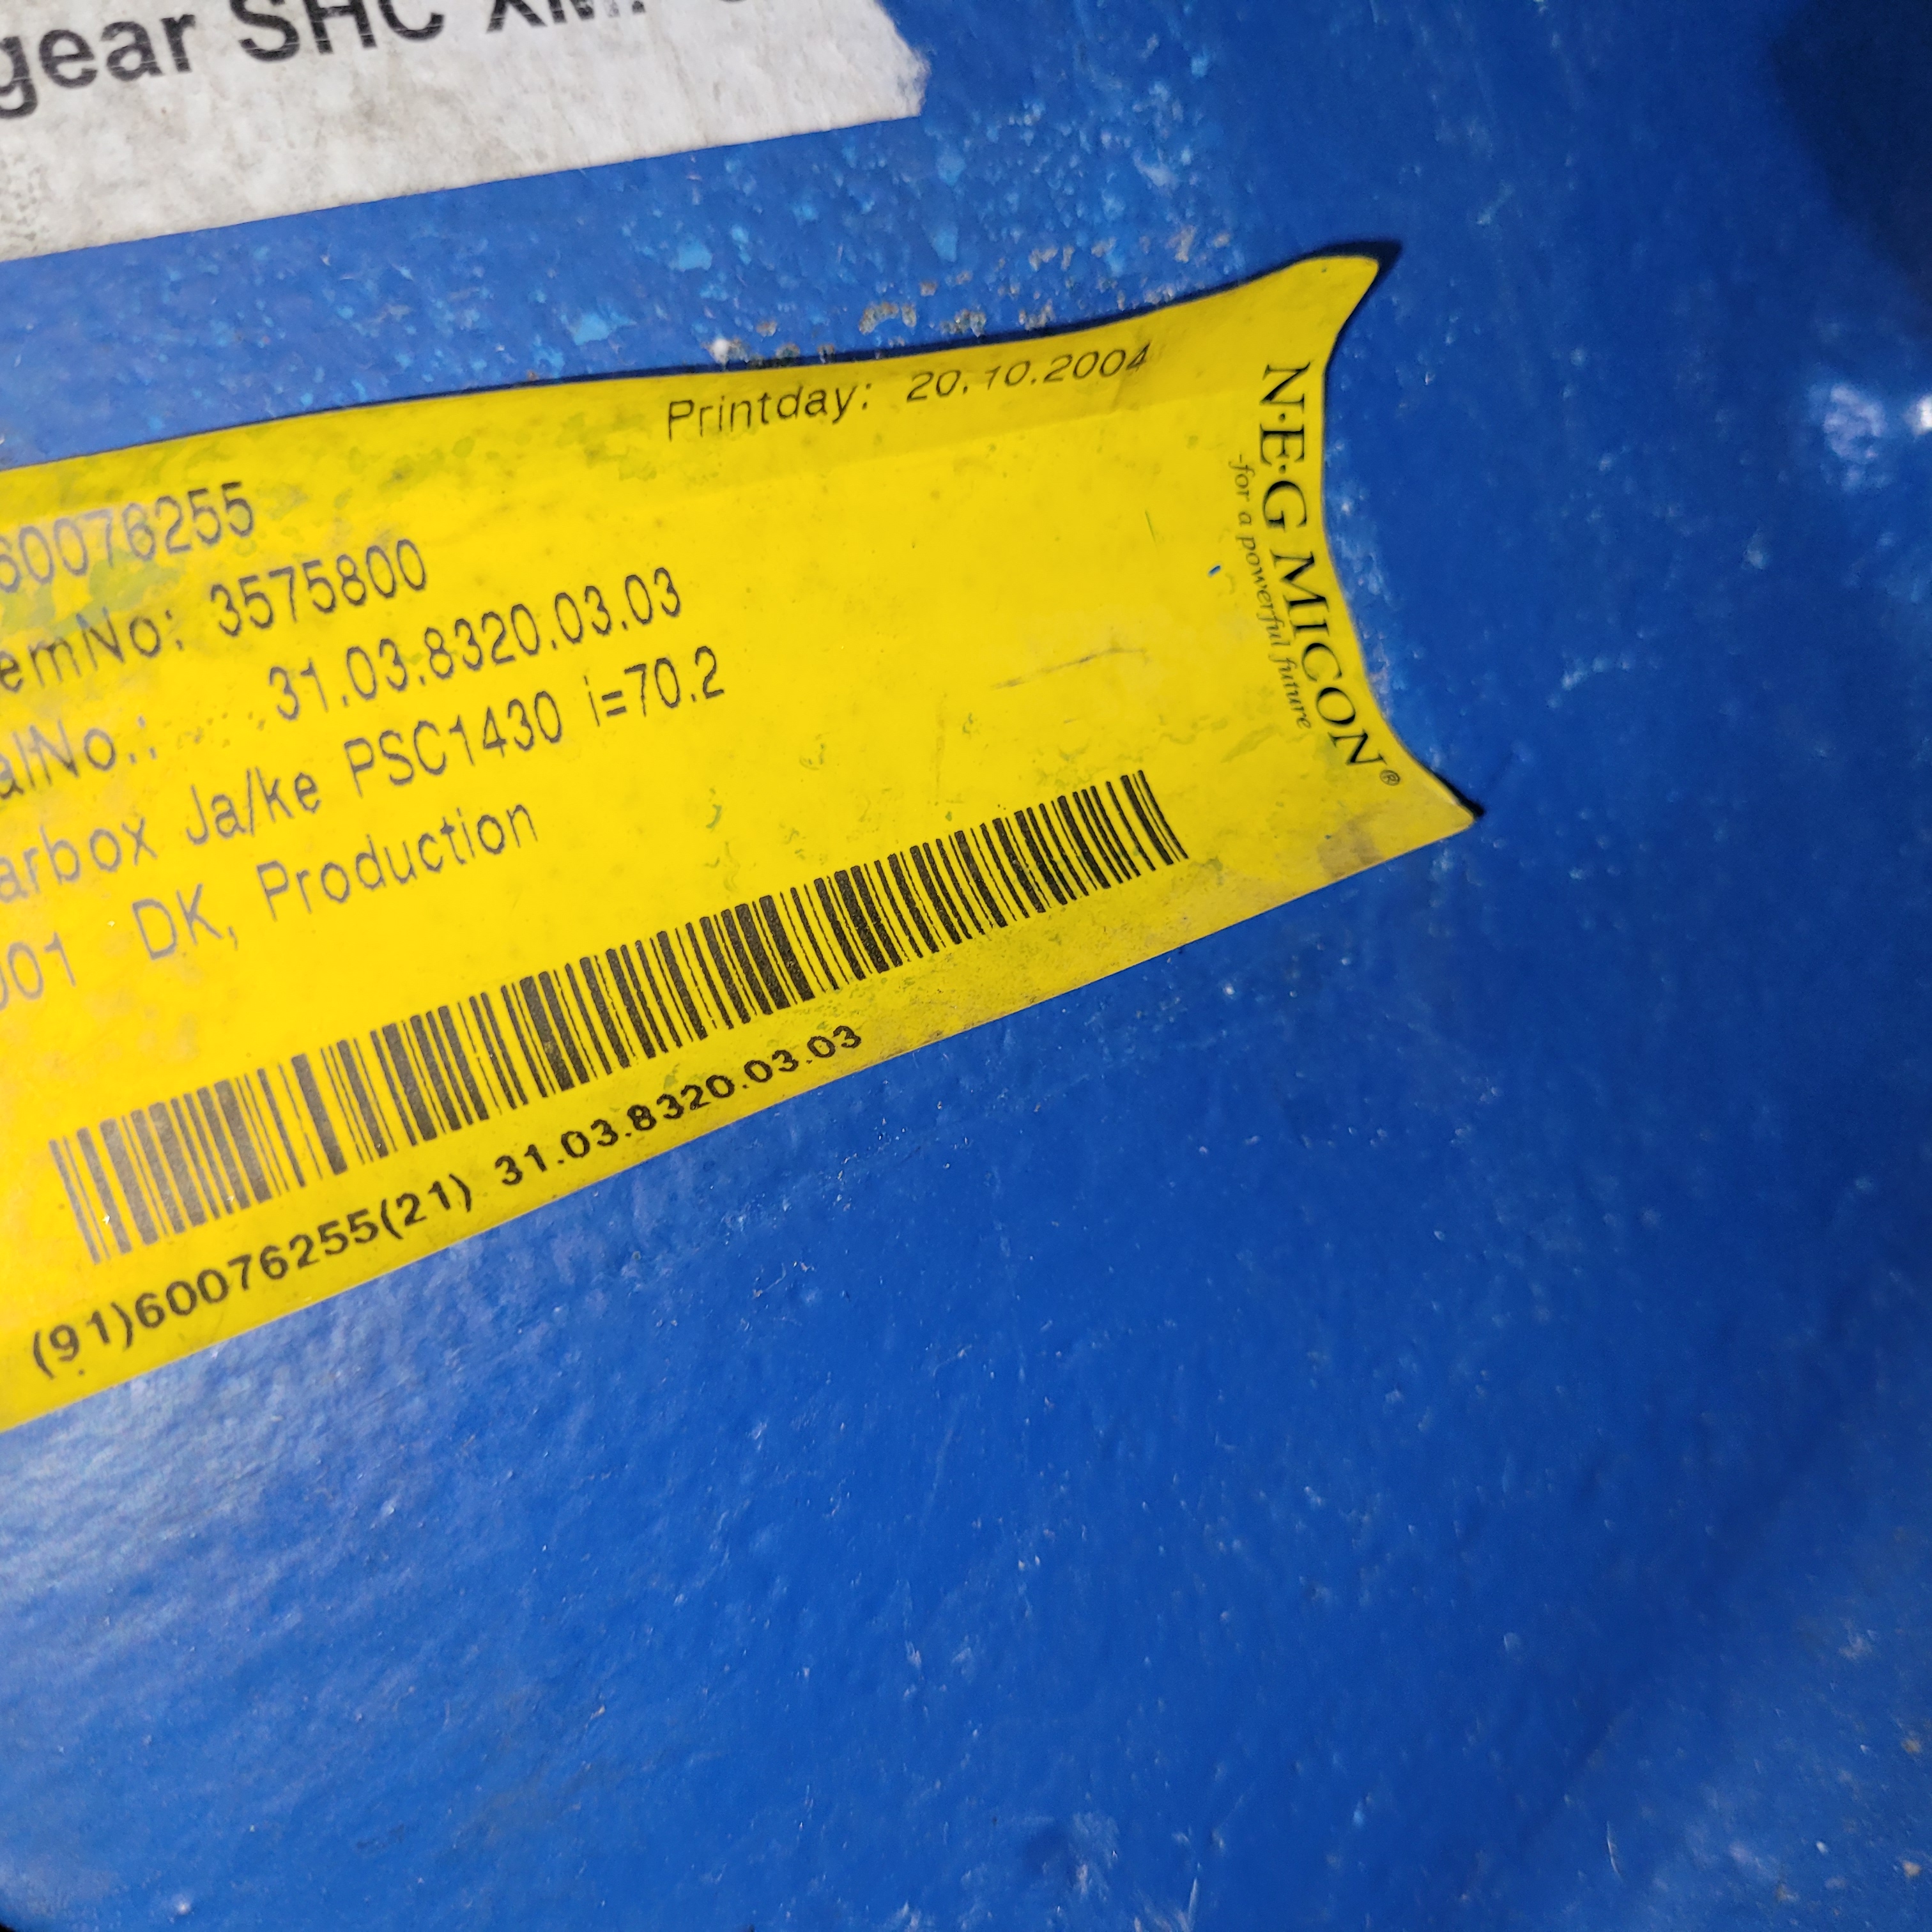 gear SHC XM
Printday: 20.10.2004
60076255
emNo: 3575800
alNo.: 31.03.8320.03.03
arbox Ja/ke PSC1430 i=70.2
001 DK, Production
(91)60076255(21) 31.03.8320.03.03
N·E·G MICON®
-for a powerful future